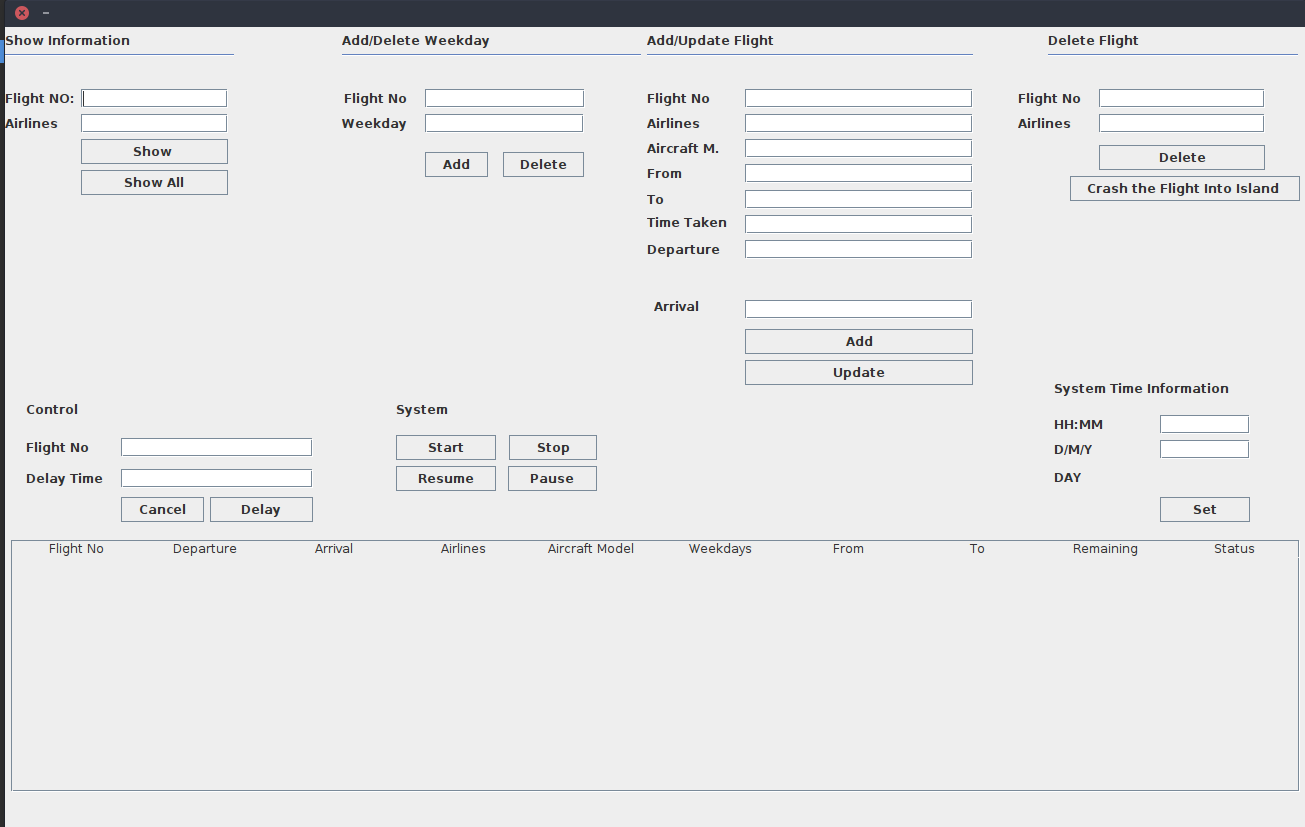 Show Information
Flight NO:
Airlines
Show
Show All
Add/Delete Weekday
Flight No
Weekday
Add Delete
Add/Update Flight
Flight No
Airlines
Aircraft M.
From
To
Time Taken
Departure
Arrival
Add
Update
Delete Flight
Flight No
Airlines
Delete
Crash the Flight Into Island
Control
Flight No
Delay Time
Cancel Delay
System
Start Stop
Resume Pause
System Time Information
HH:MM
D/M/Y
DAY
Set
Flight No Departure Arrival Airlines Aircraft Model Weekdays From To Remaining Status